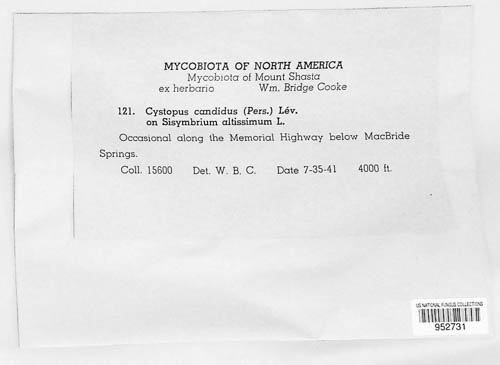 MYCOBIOTA OF NORTH AMERICA
Mycobiota of Mount Shasta
ex herbario Wm. Bridge Cooke
121. Cystopus candidus (Pers.) Lév.
on Sisymbrium altissimum L.
Occasional along the Memorial Highway below MacBride
Springs.
Coll. 15600 Det. W. B. C. Date 7-35-41 4000 ft.
US NATIONAL FUNGUS COLLECTIONS
952731